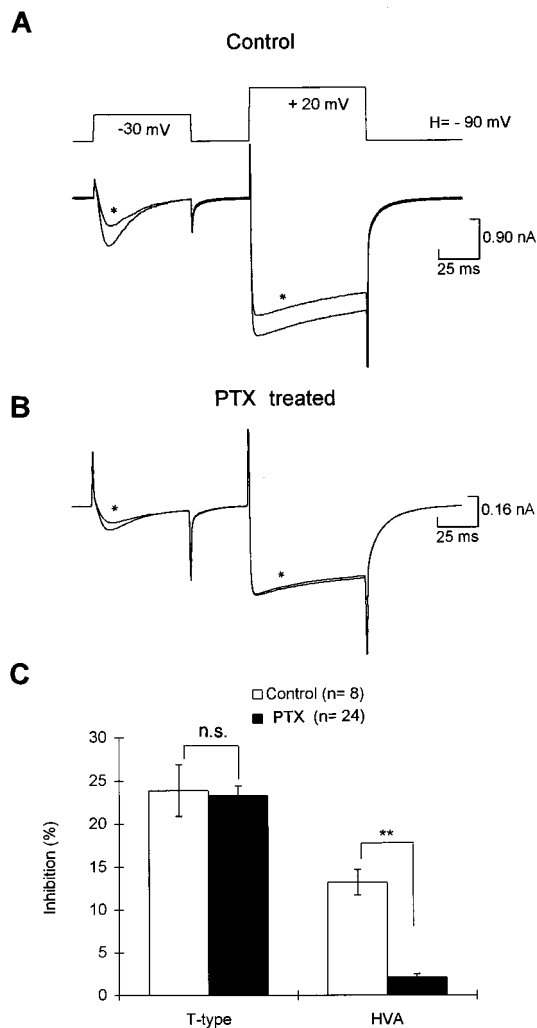 A
Control
-30 mV
+ 20 mV
H= - 90 mV
*
*
0.90 nA
25 ms
B
PTX treated
*
*
0.16 nA
25 ms
C
Control (n= 8)
PTX (n= 24)
n.s.
**
Inhibition (%)
30
25
20
15
10
5
0
T-type
HVA